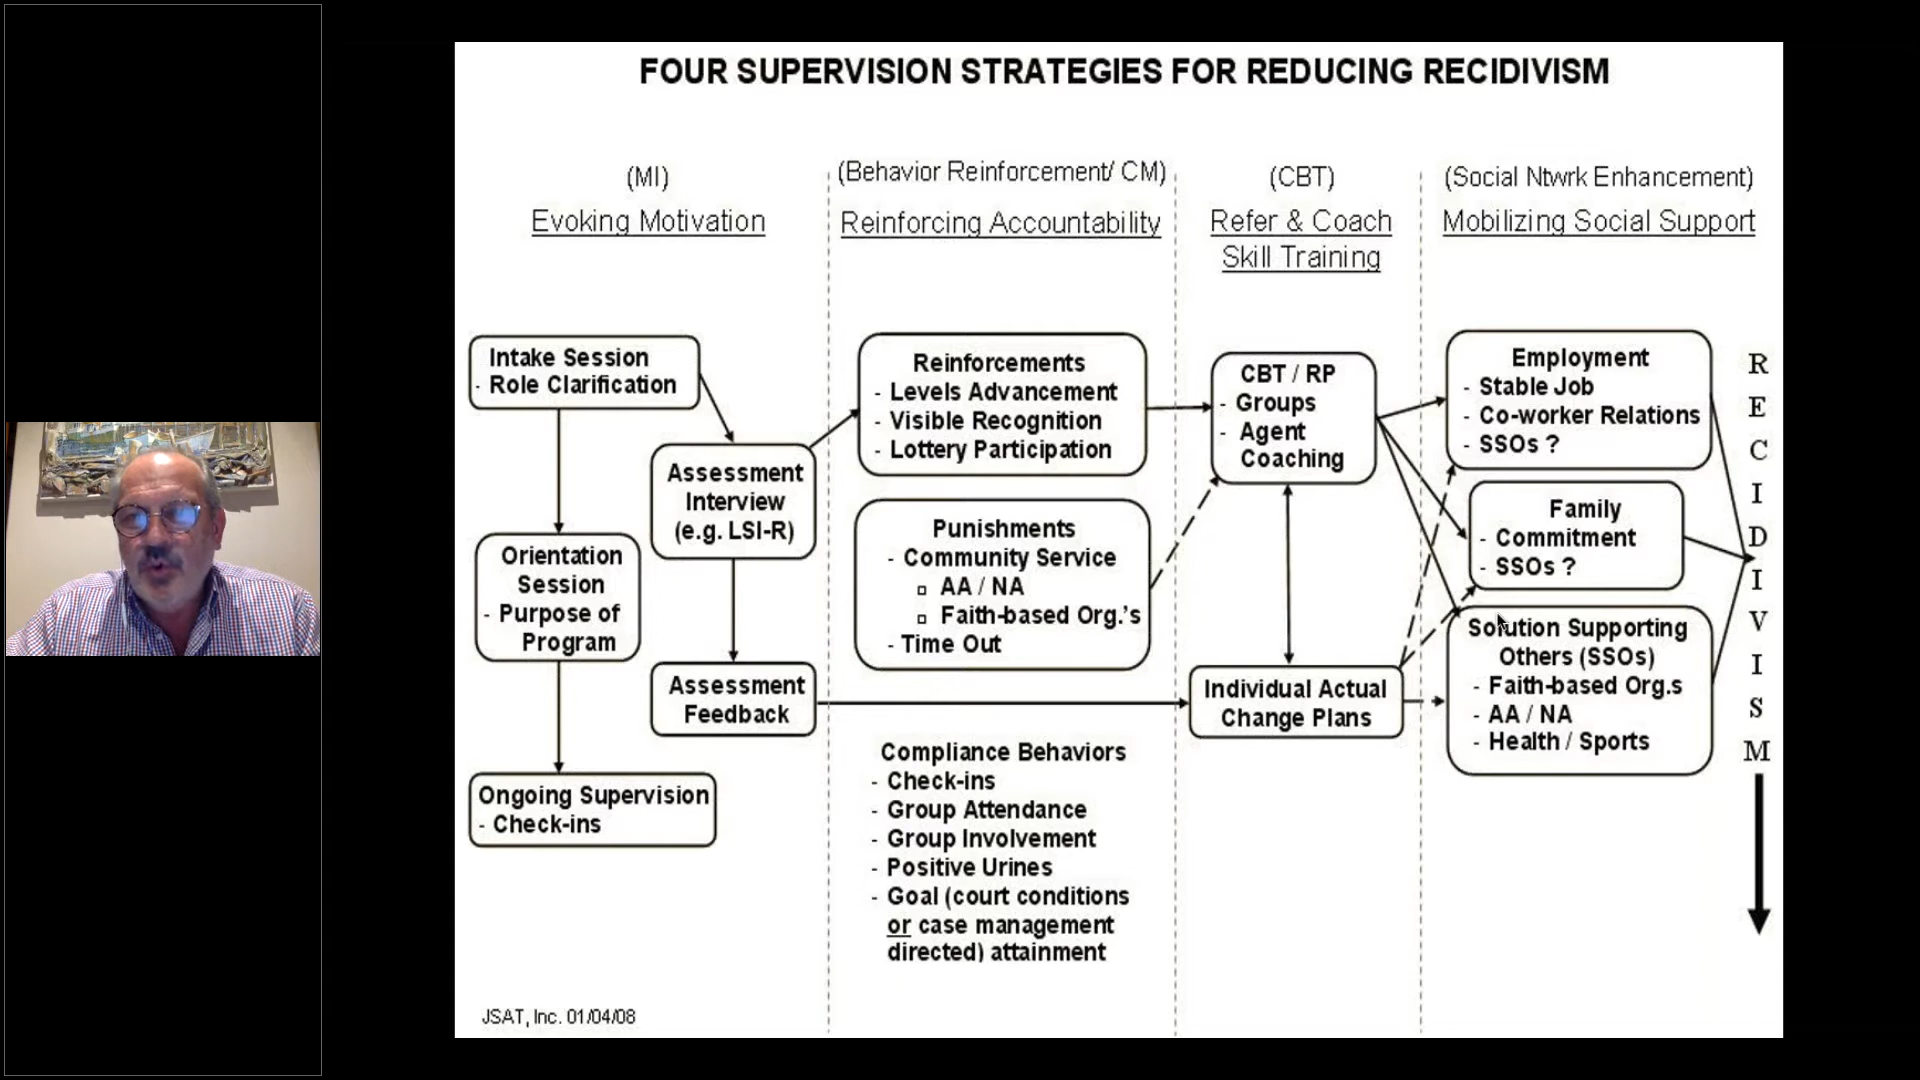 FOUR SUPERVISION STRATEGIES FOR REDUCING RECIDIVISM
(MI)
Evoking Motivation
(Behavior Reinforcement/ CM)
Reinforcing Accountability
(CBT)
Refer & Coach
Skill Training
(Social Ntwrk Enhancement)
Mobilizing Social Support
Intake Session
- Role Clarification
Orientation
Session
- Purpose of
Program
Ongoing Supervision
- Check-ins
Assessment
Interview
(e.g. LSI-R)
Assessment
Feedback
Reinforcements
- Levels Advancement
- Visible Recognition
- Lottery Participation
Punishments
- Community Service
▫ AA / NA
▫ Faith-based Org.'s
- Time Out
Compliance Behaviors
- Check-ins
- Group Attendance
- Group Involvement
- Positive Urines
- Goal (court conditions
or case management
directed) attainment
CBT / RP
- Groups
- Agent
Coaching
Individual Actual
Change Plans
Employment
- Stable Job
- Co-worker Relations
- SSOs ?
Family
- Commitment
- SSOs ?
Solution Supporting
Others (SSOs)
- Faith-based Org.s
- AA / NA
- Health / Sports
RECIDIVISM
JSAT, Inc. 01/04/08